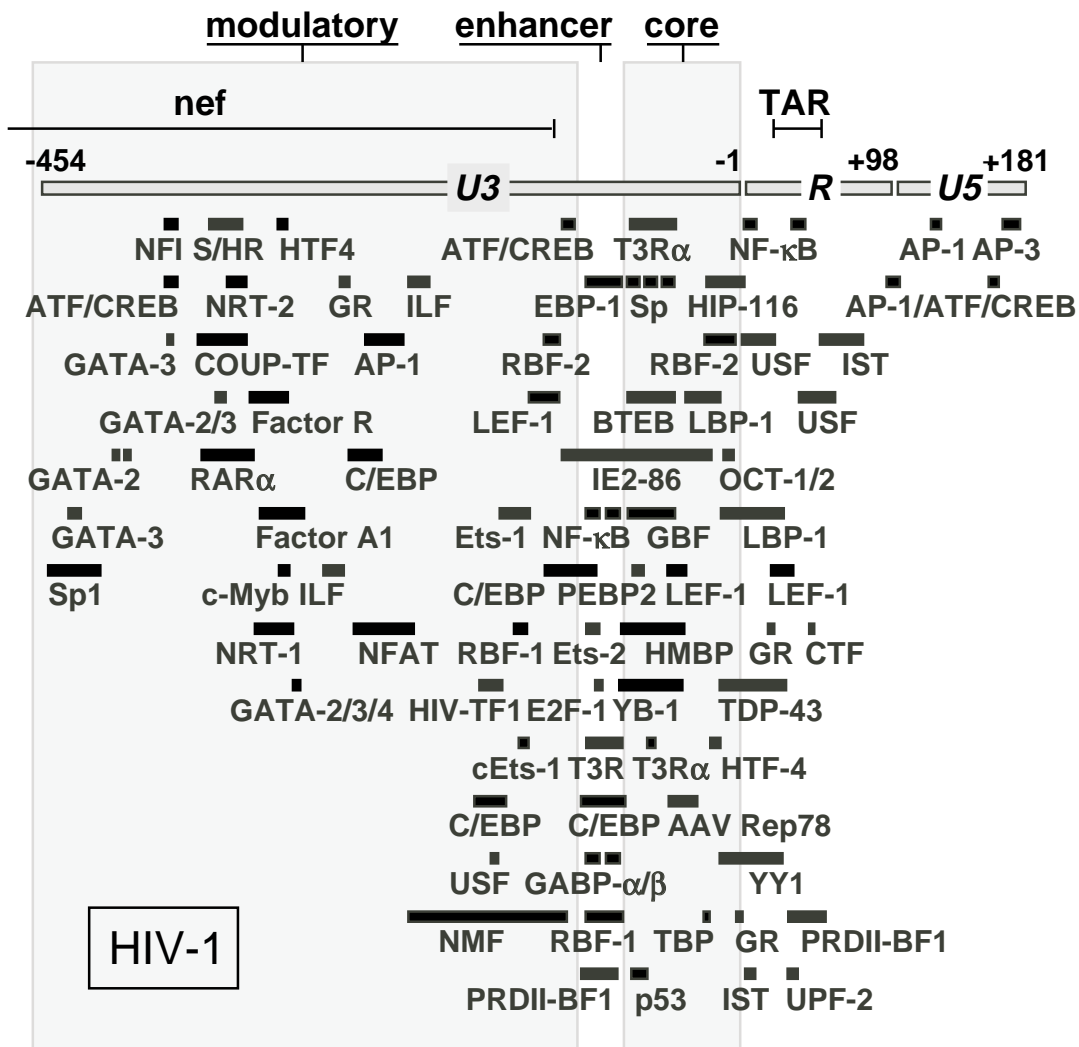 modulatory enhancer core
nef TAR
-454 -1 +98 +181
U3 R U5
NFI S/HR HTF4 ATF/CREB T3Rα NF-κB AP-1 AP-3
ATF/CREB NRT-2 GR ILF EBP-1 Sp HIP-116 AP-1/ATF/CREB
GATA-3 COUP-TF AP-1 RBF-2 RBF-2 USF IST
GATA-2/3 Factor R LEF-1 BTEB LBP-1 USF
GATA-2 RARα C/EBP IE2-86 OCT-1/2
GATA-3 Factor A1 Ets-1 NF-κB GBF LBP-1
Sp1 c-Myb ILF C/EBP PEBP2 LEF-1 LEF-1
NRT-1 NFAT RBF-1 Ets-2 HMBP GR CTF
GATA-2/3/4 HIV-TF1 E2F-1 YB-1 TDP-43
cEts-1 T3R T3Rα HTF-4
C/EBP C/EBP AAV Rep78
USF GABP-α/β YY1
HIV-1 NMF RBF-1 TBP GR PRDII-BF1
PRDII-BF1 p53 IST UPF-2